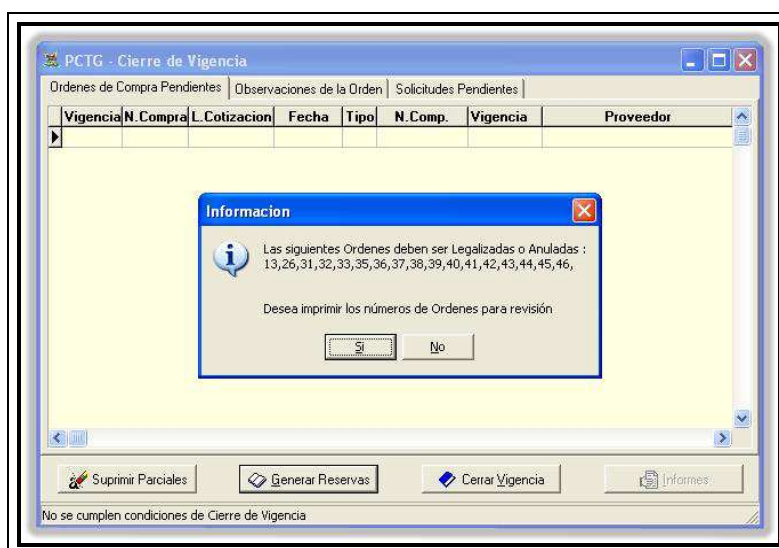 PCTG - Cierre de Vigencia
Ordenes de Compra Pendientes Observaciones de la Orden Solicitudes Pendientes
Vigencia N.Compra L.Cotizacion Fecha Tipo N.Comp. Vigencia Proveedor
Informacion
Las siguientes Ordenes deben ser Legalizadas o Anuladas :
13,26,31,32,33,35,36,37,38,39,40,41,42,43,44,45,46,
Desea imprimir los números de Ordenes para revisión
Si No
Suprimir Parciales Generar Reservas Cerrar Vigencia Informes
No se cumplen condiciones de Cierre de Vigencia